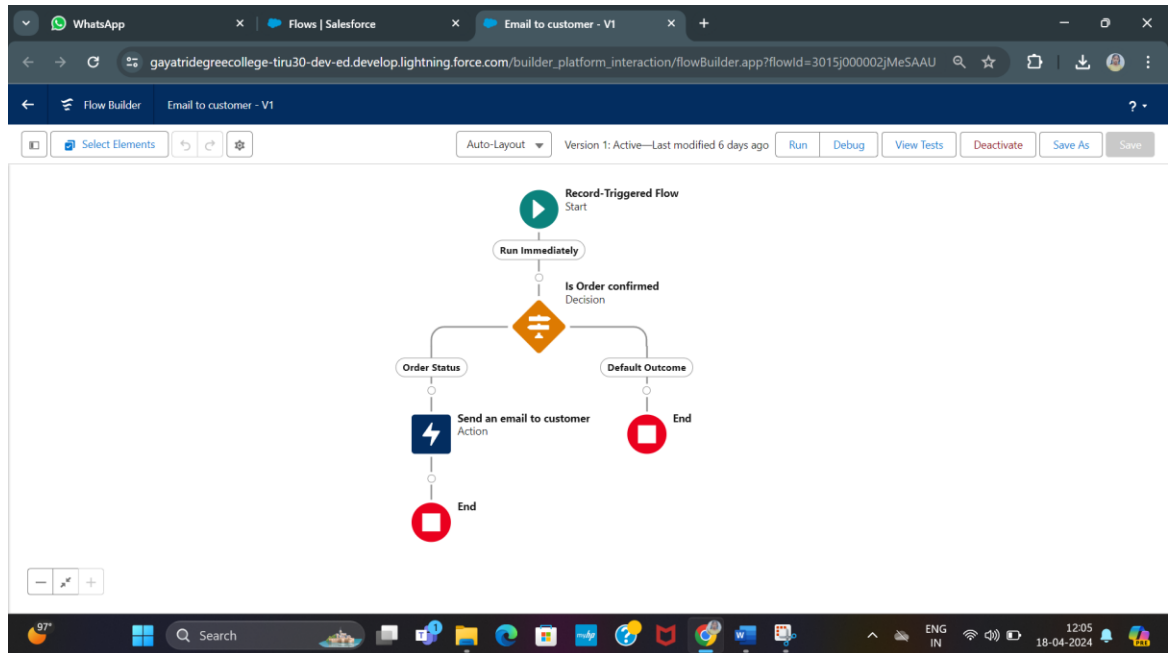 WhatsApp
Flows | Salesforce
Email to customer - V1
gayatridegreecollege-tiru30-dev-ed.develop.lightning.force.com/builder_platform_interaction/flowBuilder.app?flowId=3015j000002jMeSAAU
Flow Builder
Email to customer - V1
?
Select Elements
Auto-Layout
Version 1: Active—Last modified 6 days ago
Run
Debug
View Tests
Deactivate
Save As
Save
Record-Triggered Flow
Start
Run Immediately
Is Order confirmed
Decision
Order Status
Default Outcome
Send an email to customer
Action
End
End
97°
Search
1
ENG
IN
12:05
18-04-2024
PRE